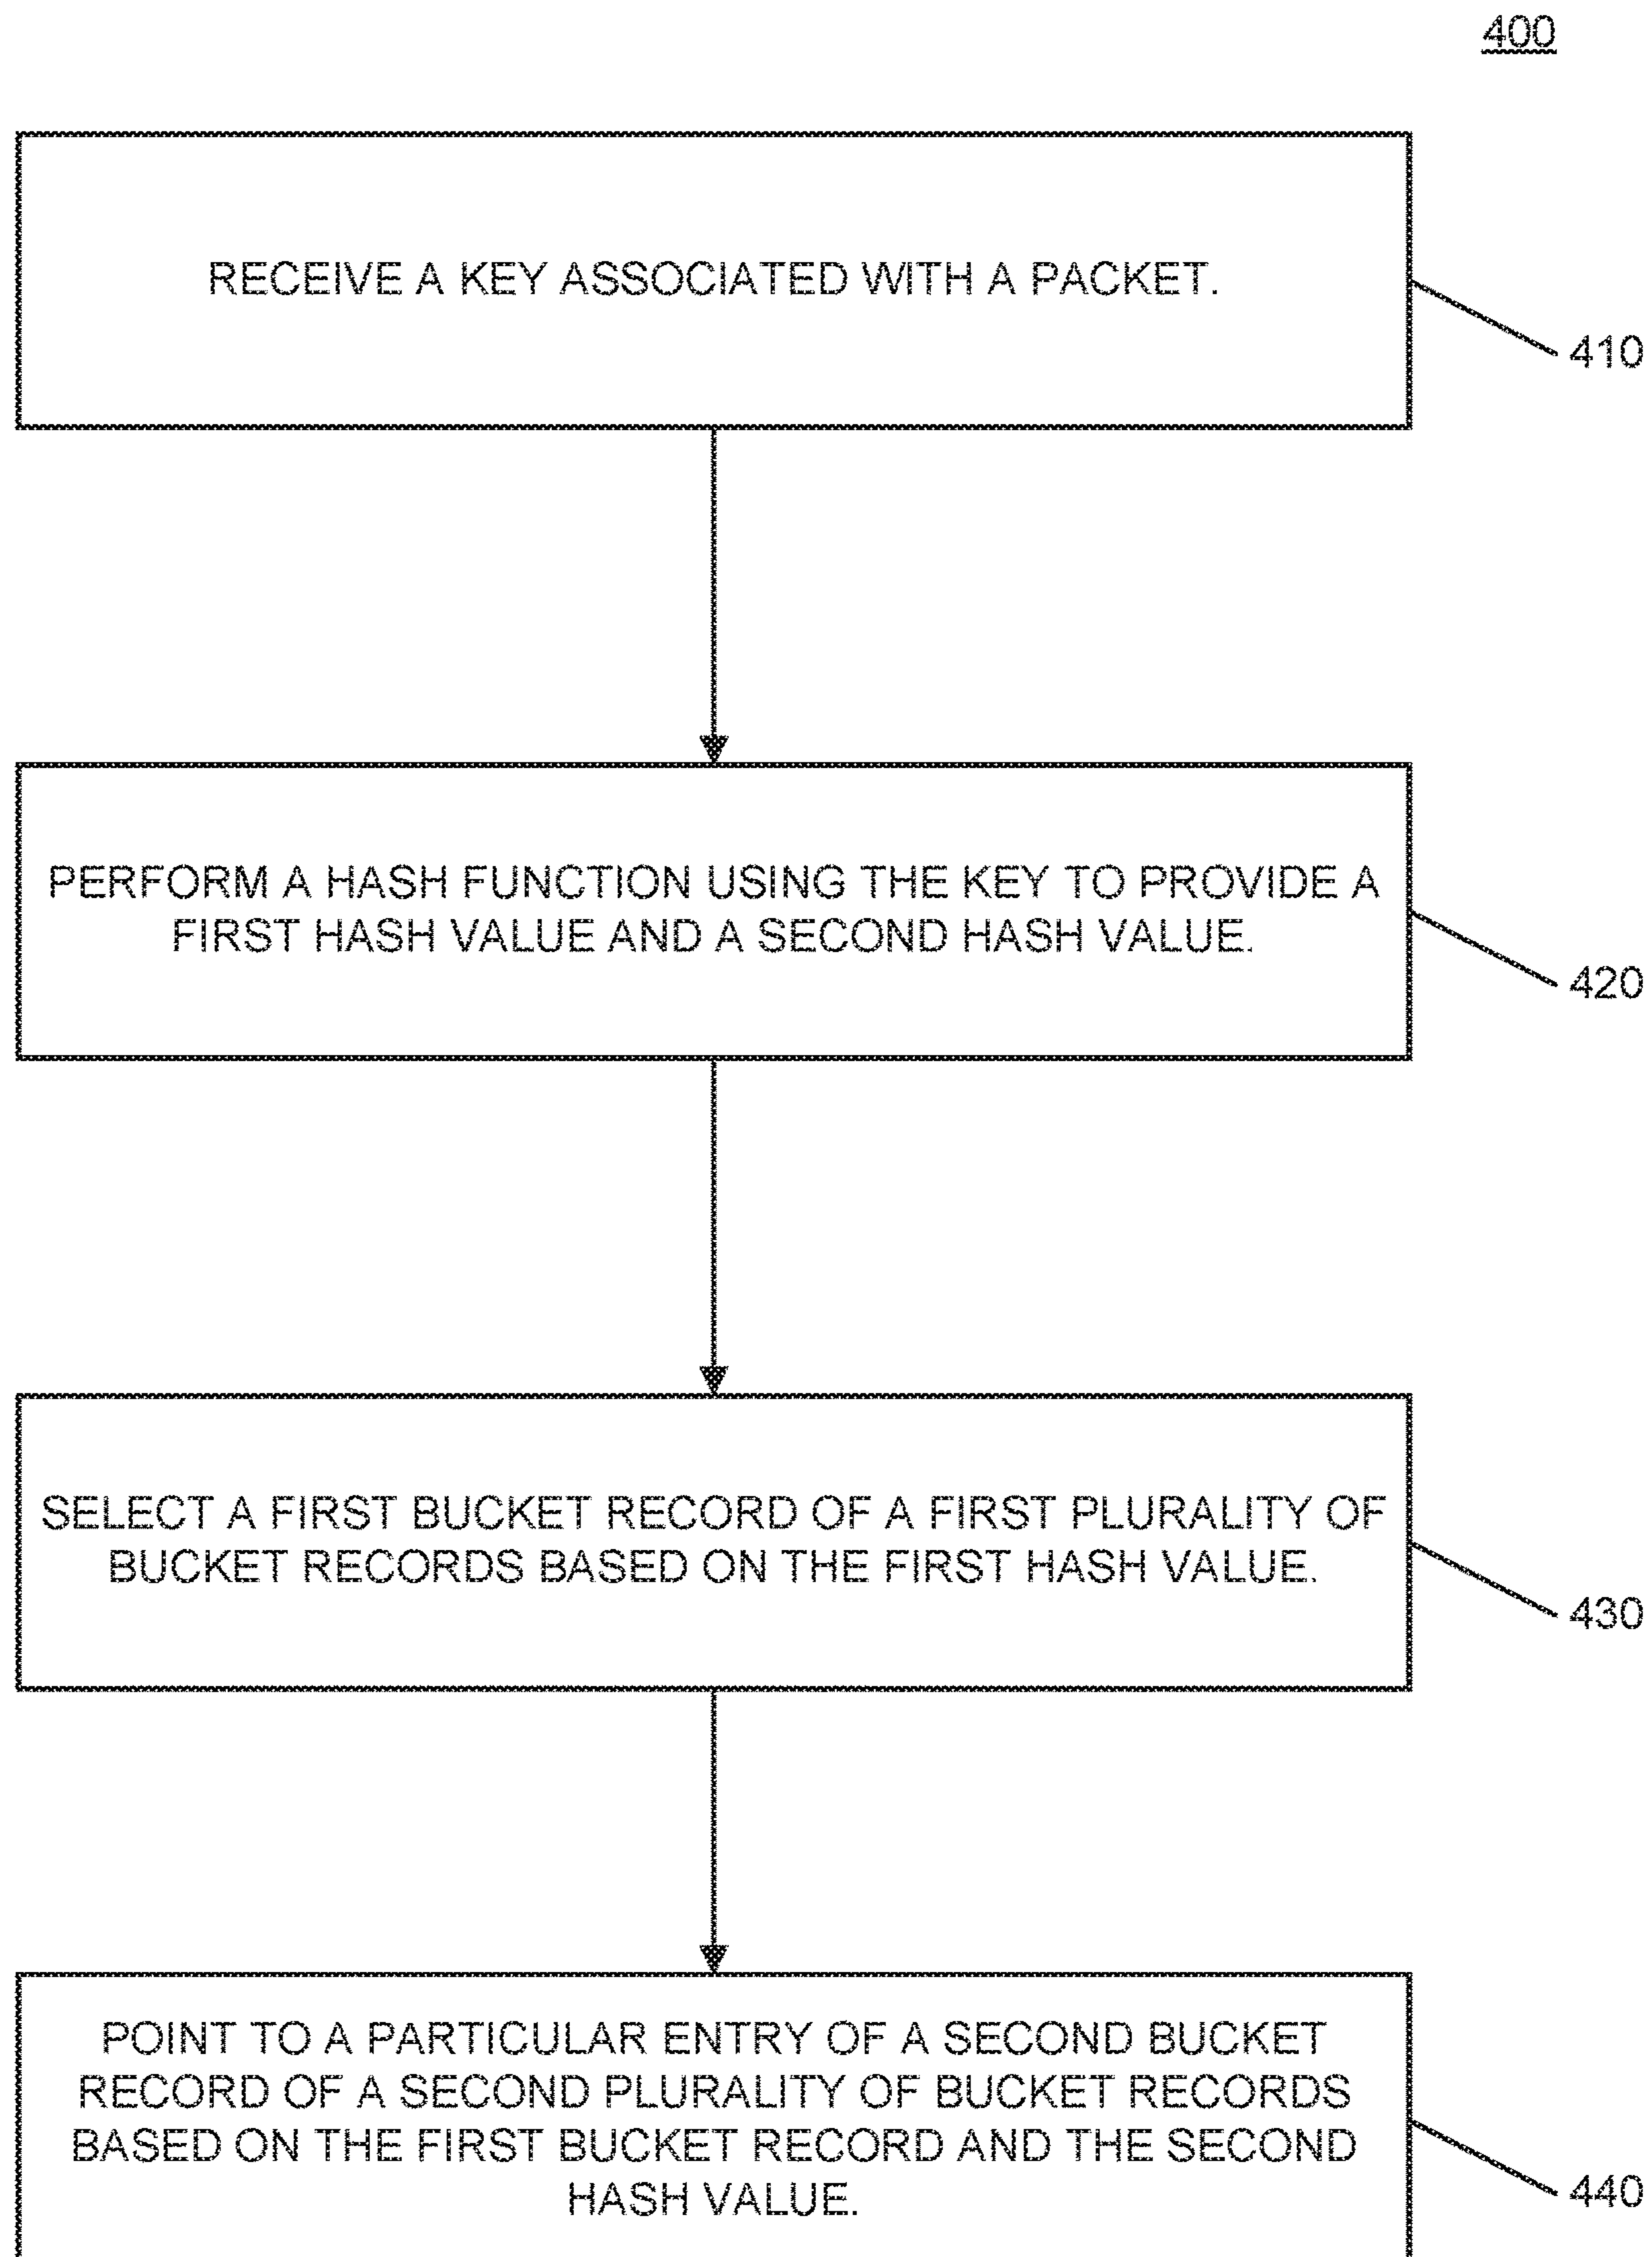 400
RECEIVE A KEY ASSOCIATED WITH A PACKET.
410
PERFORM A HASH FUNCTION USING THE KEY TO PROVIDE A
FIRST HASH VALUE AND A SECOND HASH VALUE.
420
SELECT A FIRST BUCKET RECORD OF A FIRST PLURALITY OF
BUCKET RECORDS BASED ON THE FIRST HASH VALUE.
430
POINT TO A PARTICULAR ENTRY OF A SECOND BUCKET
RECORD OF A SECOND PLURALITY OF BUCKET RECORDS
BASED ON THE FIRST BUCKET RECORD AND THE SECOND
HASH VALUE.
440